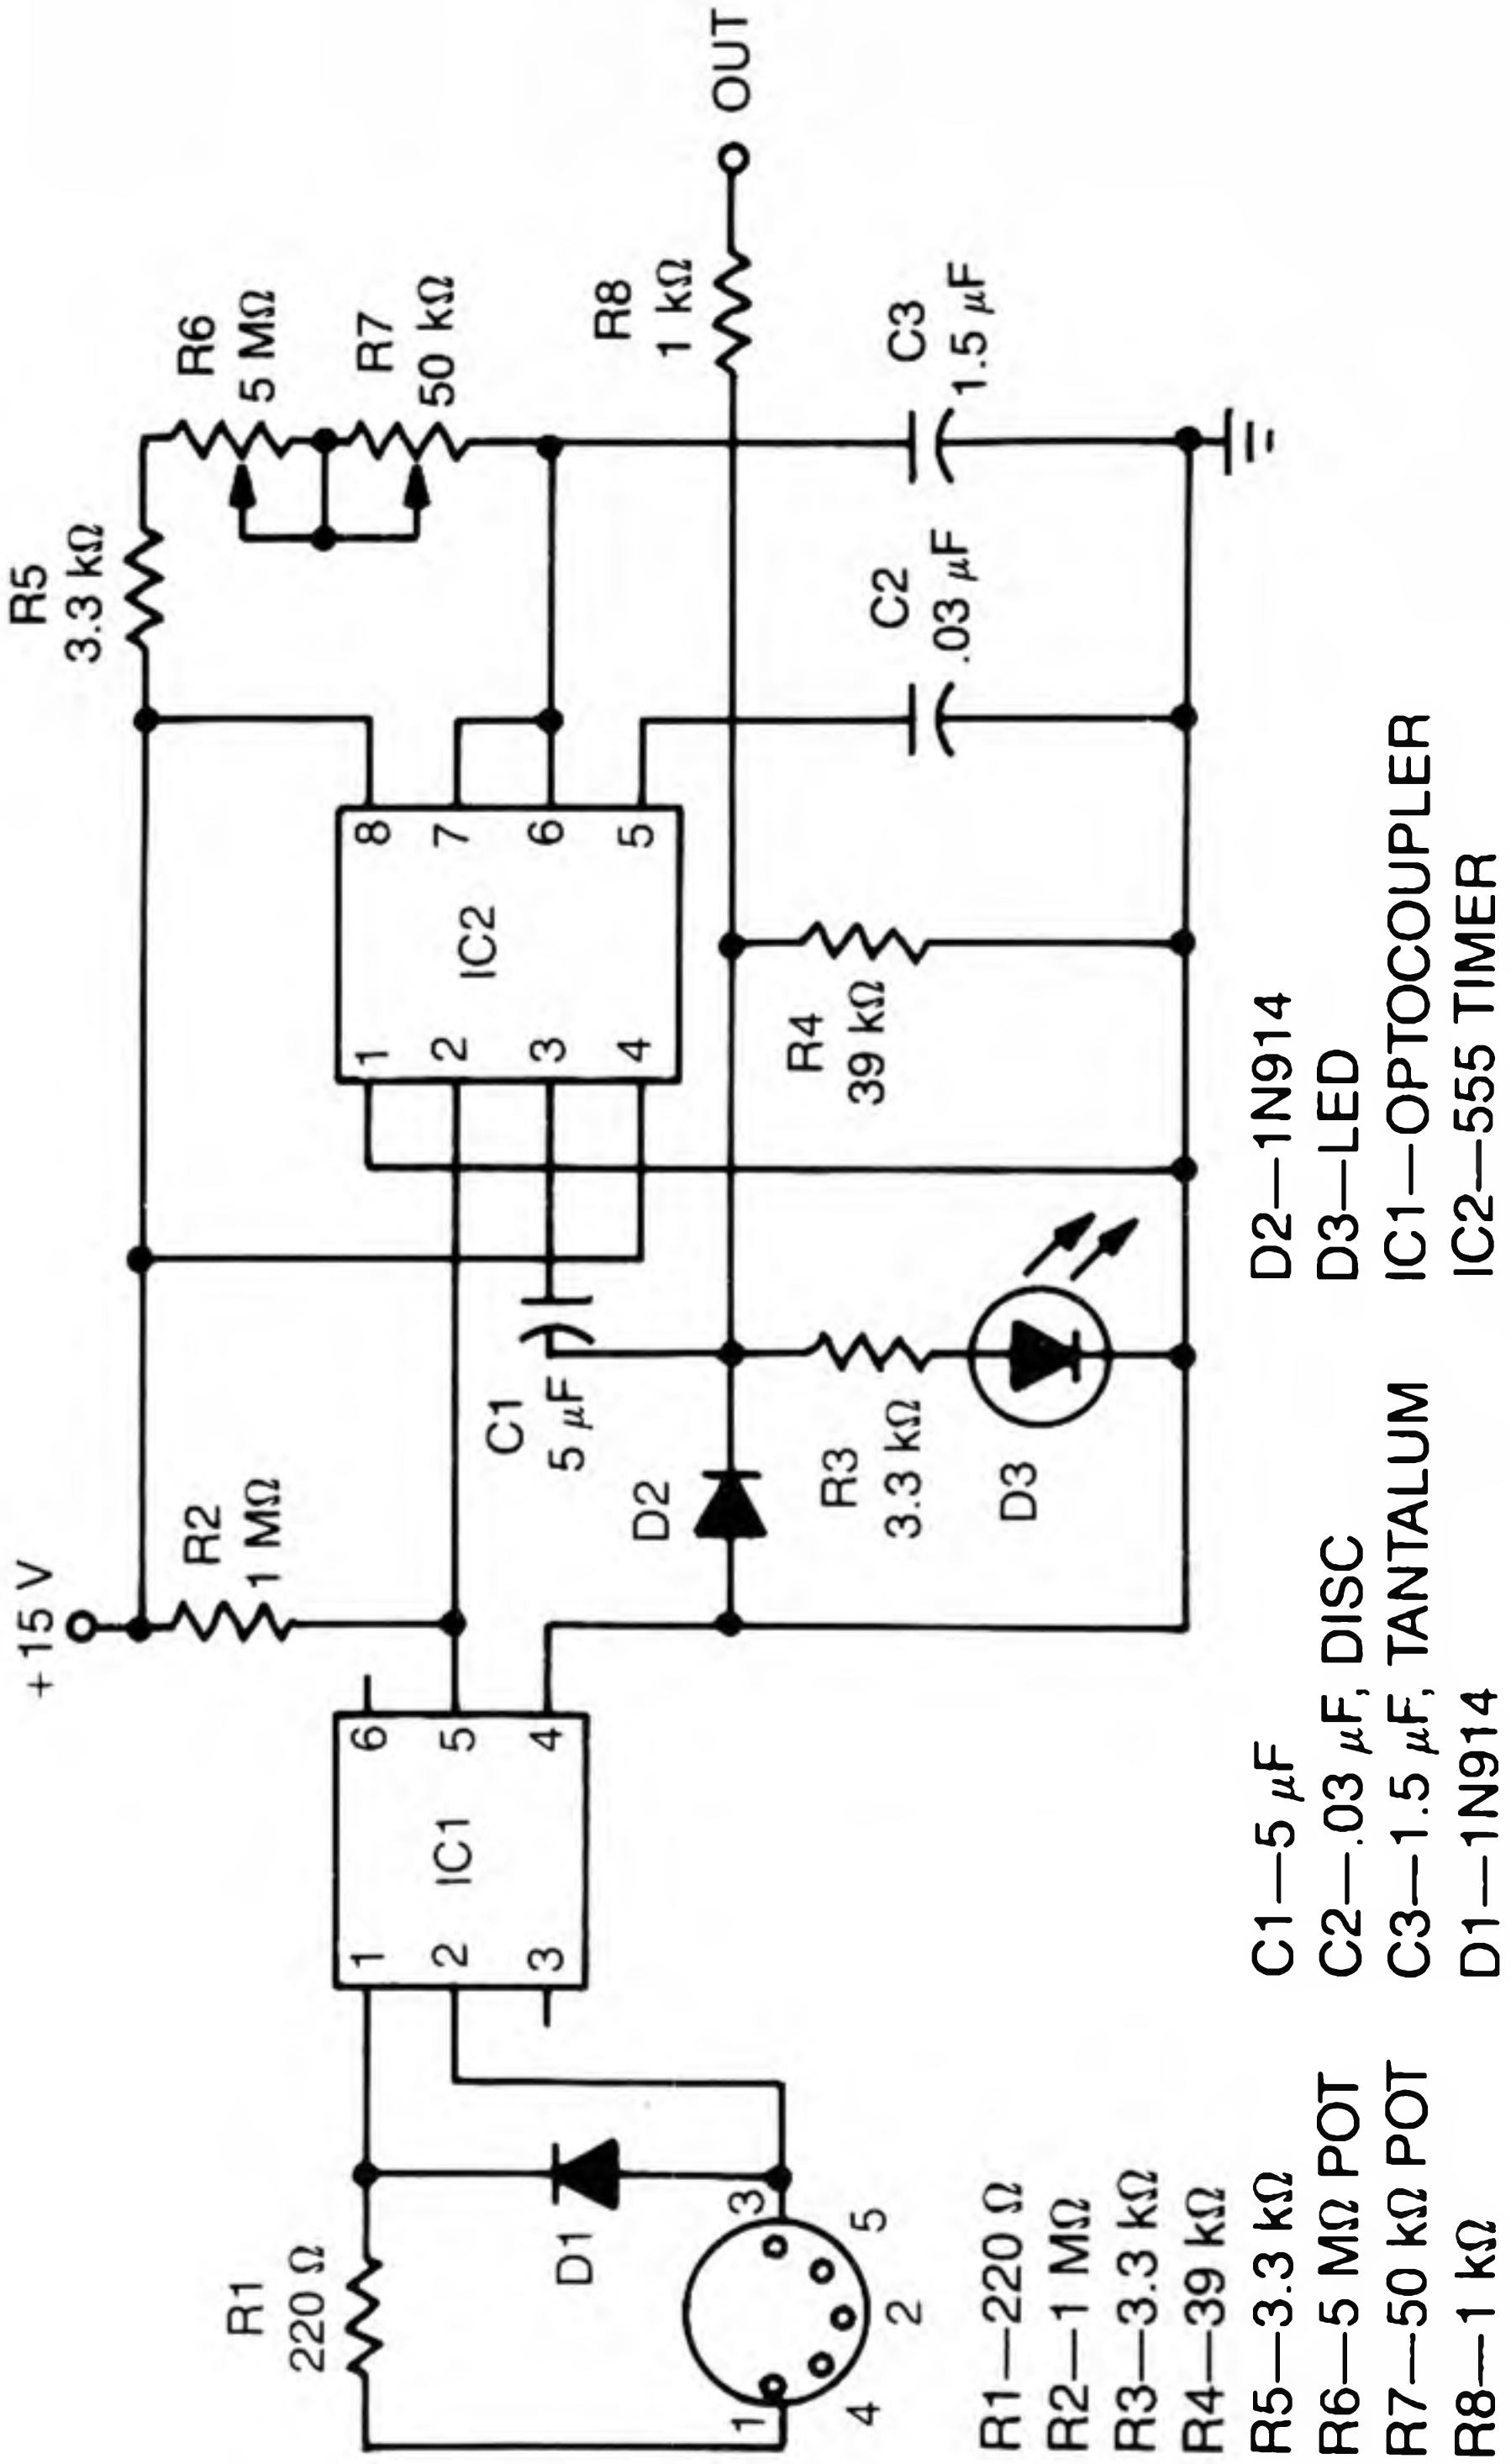 +15 V
R5
3.3 kΩ
R6
5 MΩ
R7
50 kΩ
R2
1 MΩ
R1
220 Ω
D1
1
2
3
IC1
6
5
4
1
2
3
4
IC2
8
7
6
5
C1
5 μF
D2
R3
3.3 kΩ
D3
R4
39 kΩ
C2
.03 μF
C3
1.5 μF
R8
1 kΩ
OUT
1
4
2
5
3
R1—220 Ω
R2—1 MΩ
R3—3.3 kΩ
R4—39 kΩ
R5—3.3 kΩ
R6—5 MΩ POT
R7—50 kΩ POT
R8—1 kΩ
C1—5 μF
C2—.03 μF, DISC
C3—1.5 μF, TANTALUM
D1—1N914
D2—1N914
D3—LED
IC1—OPTOCOUPLER
IC2—555 TIMER